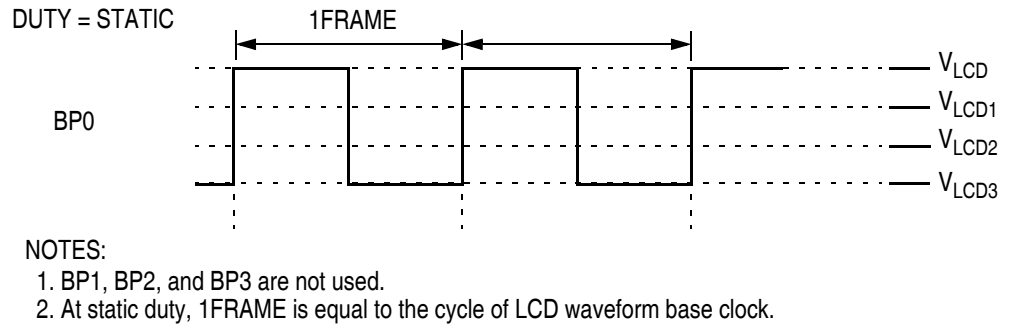 DUTY = STATIC
1FRAME
VLCD
VLCD1
BP0
VLCD2
VLCD3
NOTES:
1. BP1, BP2, and BP3 are not used.
2. At static duty, 1FRAME is equal to the cycle of LCD waveform base clock.